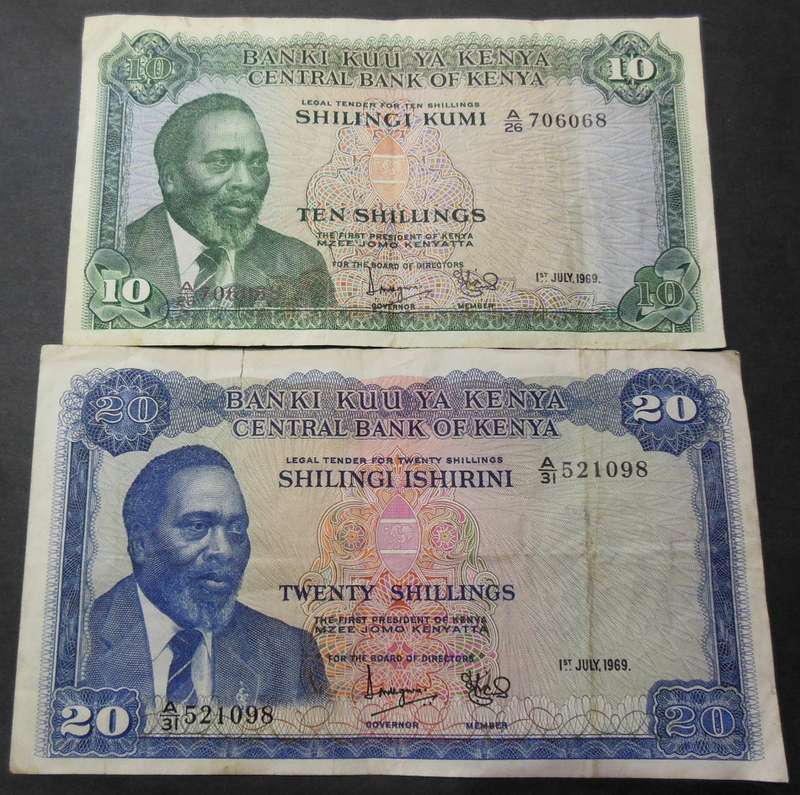 10
BANKI KUU YA KENYA
10
CENTRAL BANK OF KENYA
LEGAL TENDER FOR TEN SHILLINGS
SHILINGI KUMI
A/26 706068
TEN SHILLINGS
THE FIRST PRESIDENT OF KENYA
MZEE JOMO KENYATTA
FOR THE BOARD OF DIRECTORS
1ST JULY, 1969.
10
A/26 706068
GOVERNOR
MEMBER
10
20
BANKI KUU YA KENYA
20
CENTRAL BANK OF KENYA
LEGAL TENDER FOR TWENTY SHILLINGS
SHILINGI ISHIRINI
A/31 521098
TWENTY SHILLINGS
THE FIRST PRESIDENT OF KENYA
MZEE JOMO KENYATTA
FOR THE BOARD OF DIRECTORS
1ST JULY, 1969.
20
A/31 521098
GOVERNOR
MEMBER
20